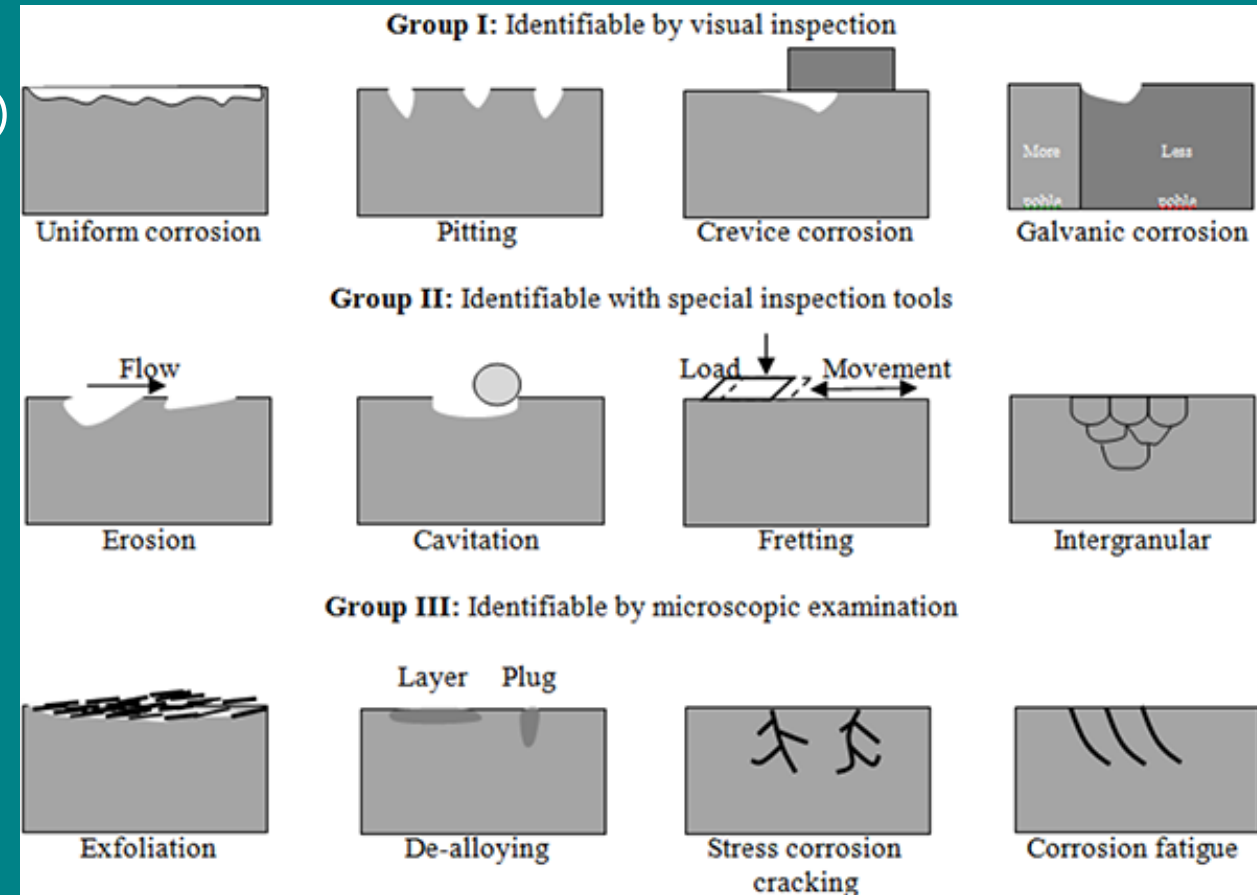 )
Group I: Identifiable by visual inspection
More
noble
Less
noble
Uniform corrosion
Pitting
Crevice corrosion
Galvanic corrosion
Group II: Identifiable with special inspection tools
Flow
Load
Movement
Erosion
Cavitation
Fretting
Intergranular
Group III: Identifiable by microscopic examination
Layer
Plug
Exfoliation
De-alloying
Stress corrosion
cracking
Corrosion fatigue